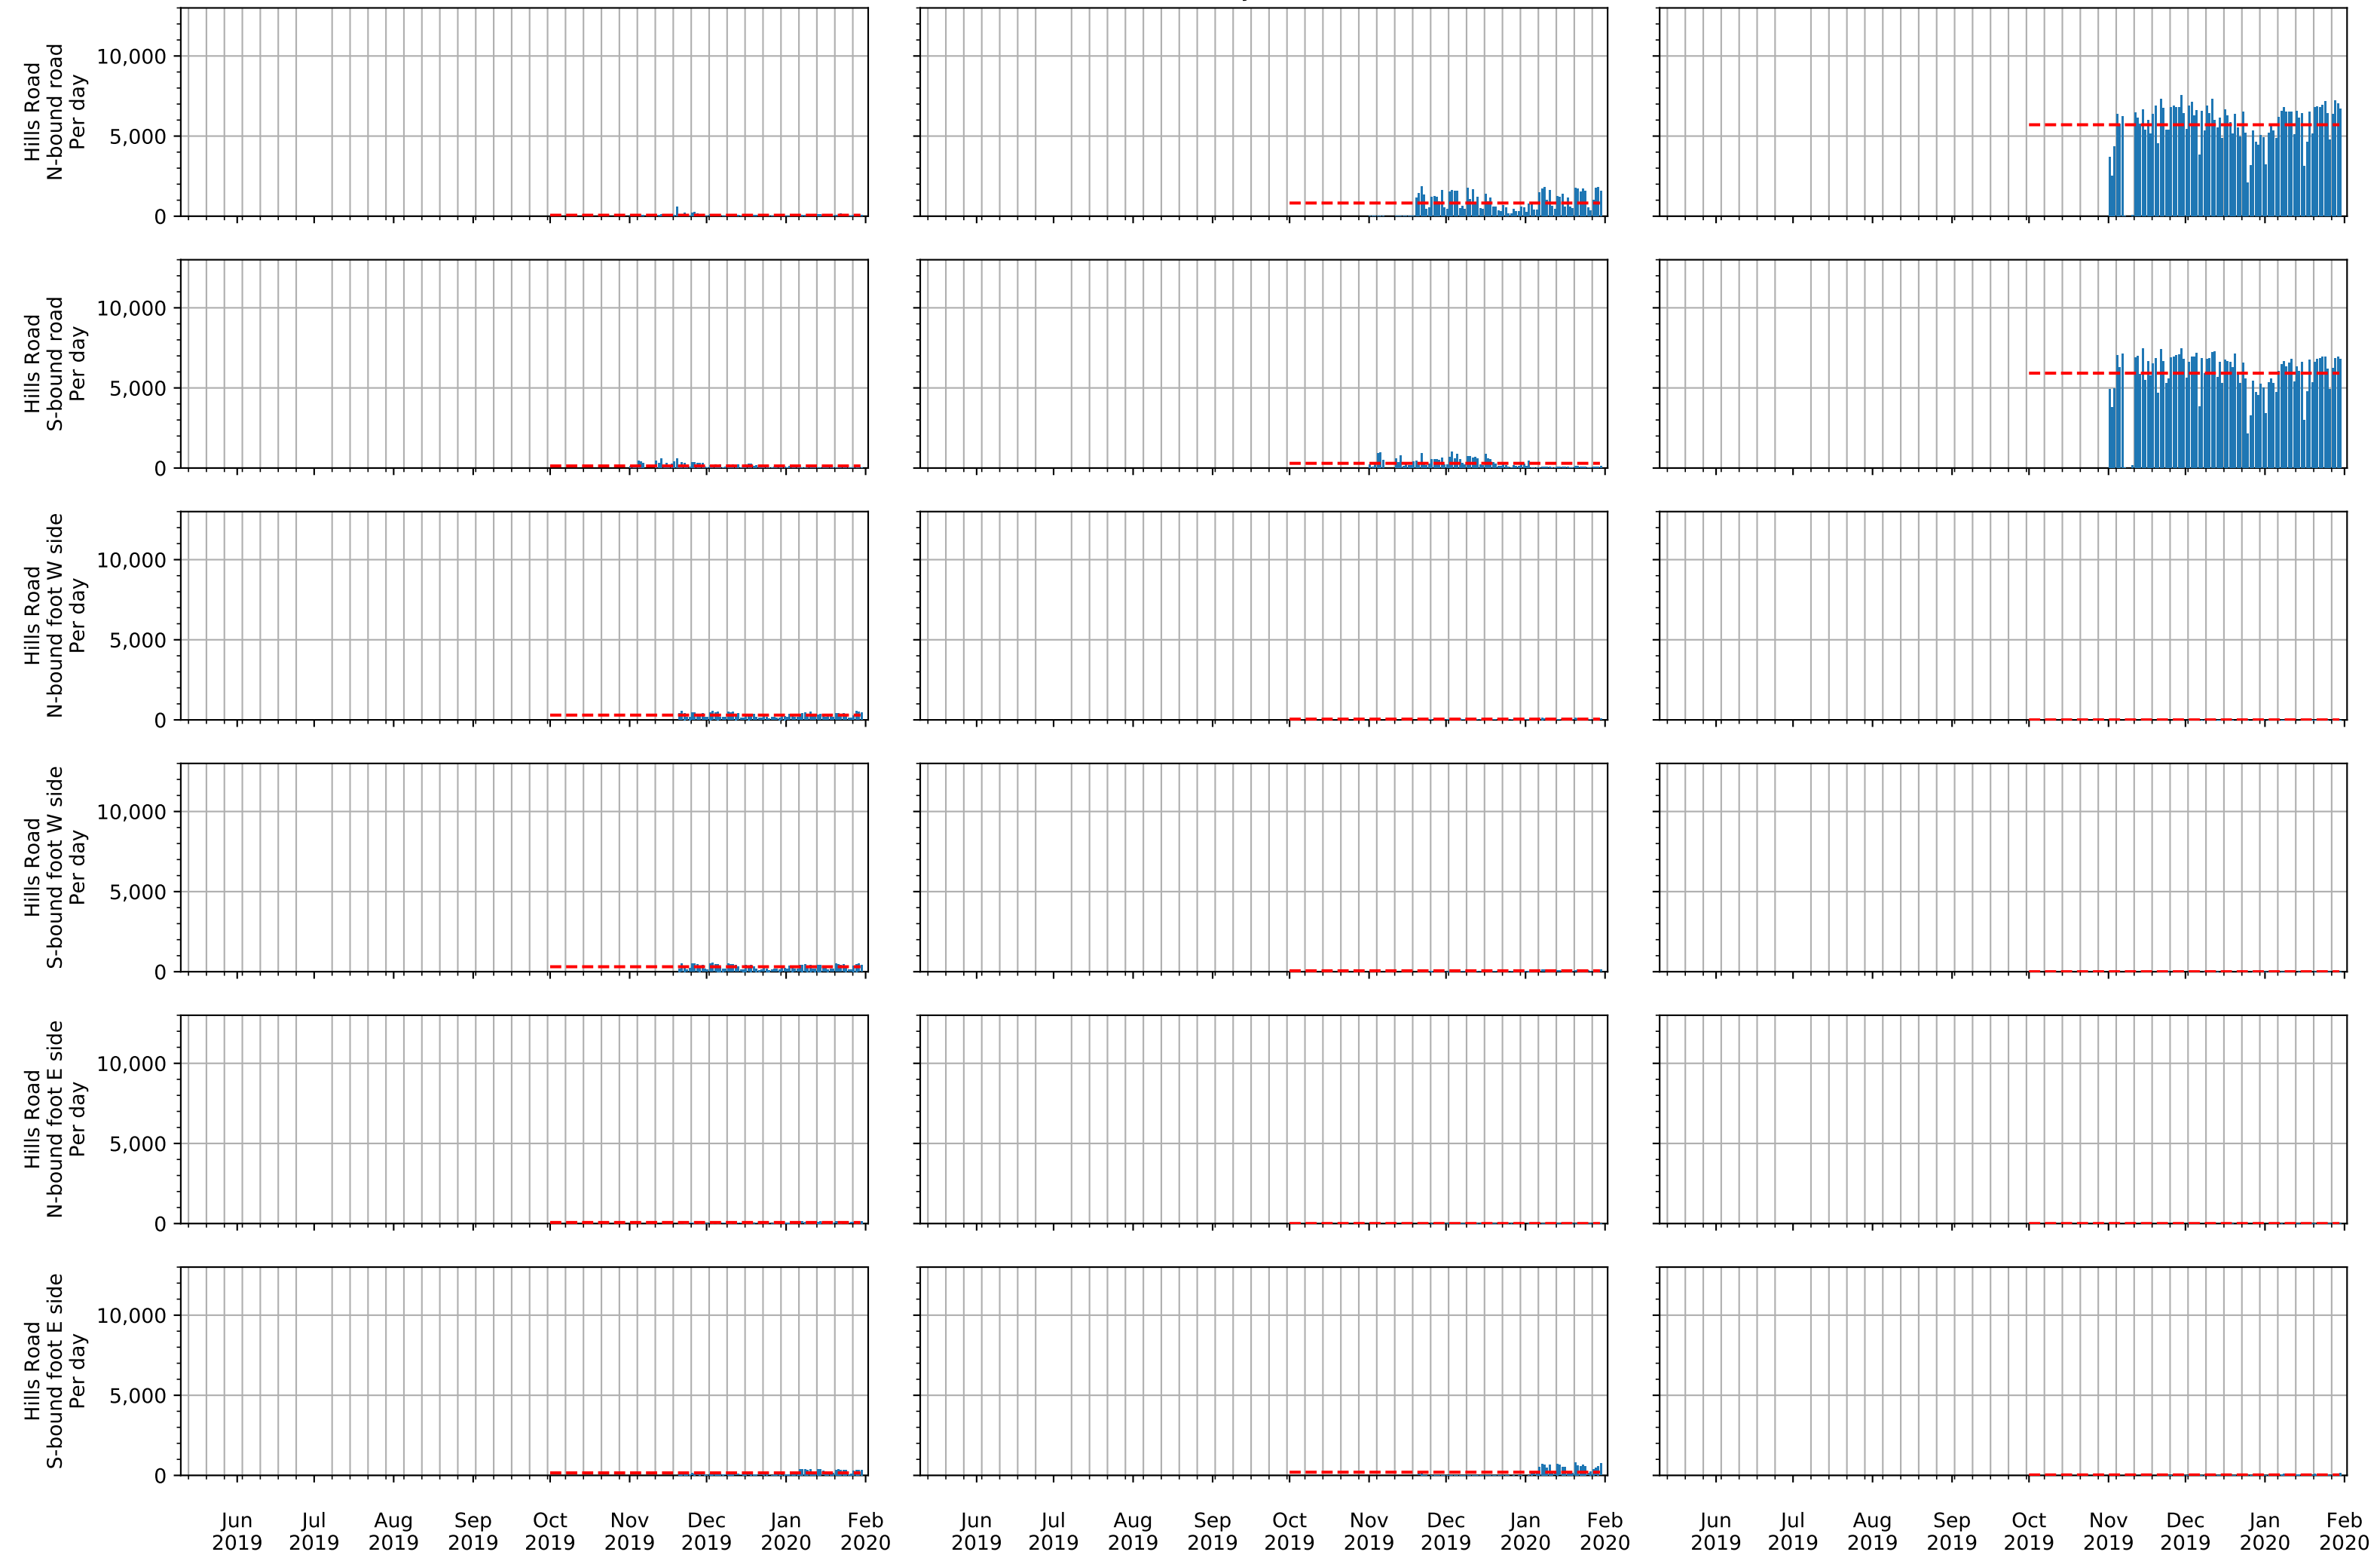 Hills Road
N-bound road
Per day
10,000
5,000
0
Hills Road
S-bound road
Per day
10,000
5,000
0
Hills Road
N-bound foot W side
Per day
10,000
5,000
0
Hills Road
S-bound foot W side
Per day
10,000
5,000
0
Hills Road
N-bound foot E side
Per day
10,000
5,000
0
Hills Road
S-bound foot E side
Per day
10,000
5,000
0
Jun Jul Aug Sep Oct Nov Dec Jan Feb Jun Jul Aug Sep Oct Nov Dec Jan Feb Jun Jul Aug Sep Oct Nov Dec Jan Feb
2019 2019 2019 2019 2019 2019 2019 2020 2020 2019 2019 2019 2019 2019 2019 2019 2020 2020 2019 2019 2019 2019 2019 2019 2019 2020 2020